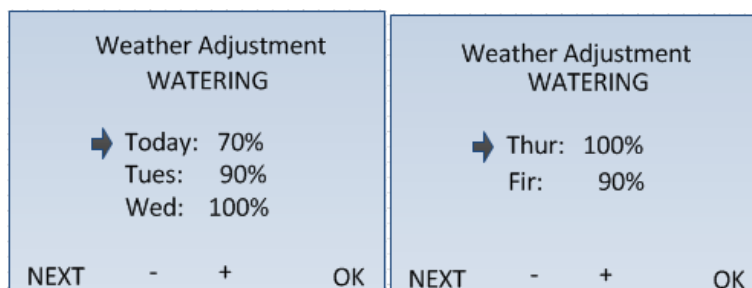 Weather Adjustment
WATERING
Today: 70%
Tues: 90%
Wed: 100%
NEXT - + OK
Weather Adjustment
WATERING
Thur: 100%
Fir: 90%
NEXT - + OK